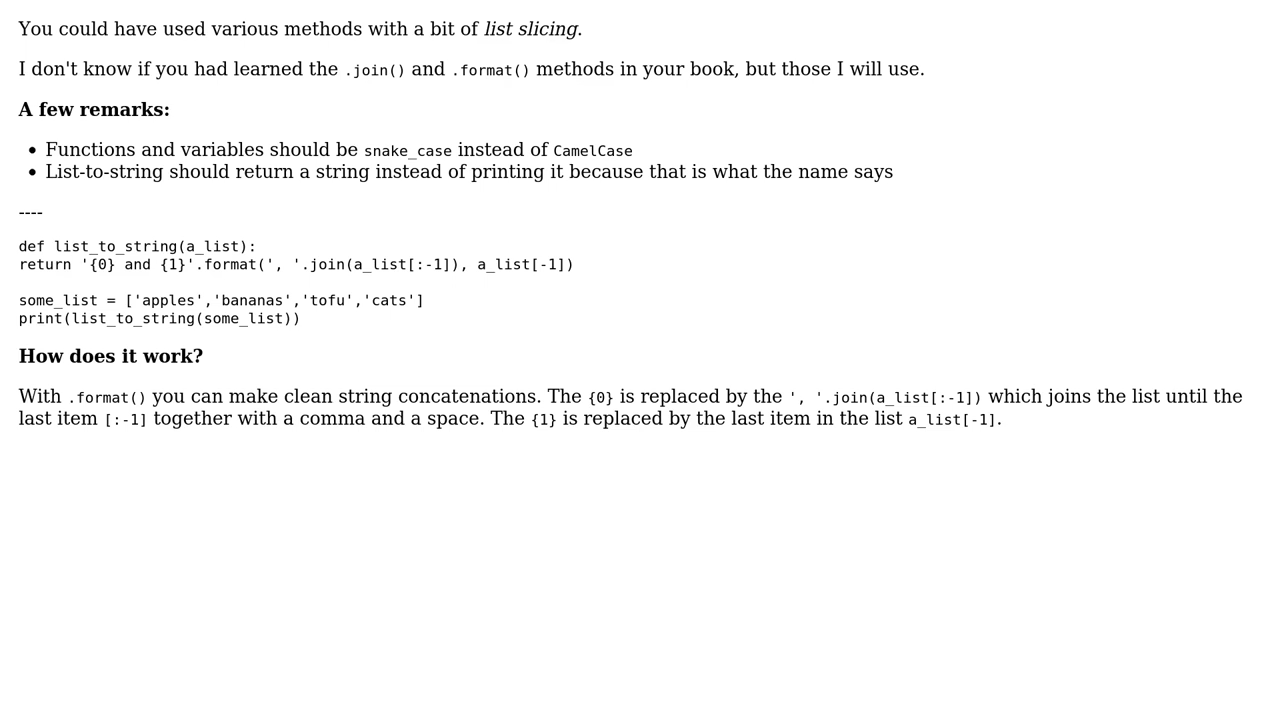 You could have used various methods with a bit of list slicing.
I don't know if you had learned the .join() and .format() methods in your book, but those I will use.
A few remarks:
• Functions and variables should be snake_case instead of CamelCase
• List-to-string should return a string instead of printing it because that is what the name says
----
def list_to_string(a_list):
return '{0} and {1}'.format(', '.join(a_list[:-1]), a_list[-1])
some_list = ['apples','bananas','tofu','cats']
print(list_to_string(some_list))
How does it work?
With .format() you can make clean string concatenations. The {0} is replaced by the ', '.join(a_list[:-1]) which joins the list until the
last item [:-1] together with a comma and a space. The {1} is replaced by the last item in the list a_list[-1].